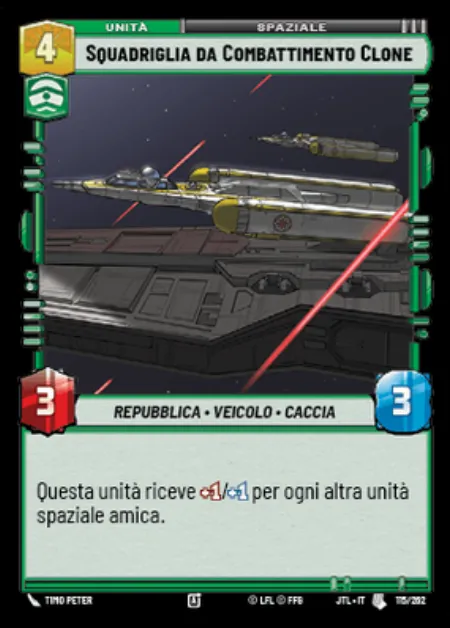 UNITÀ
SPAZIALE
4
SQUADRIGLIA DA COMBATTIMENTO CLONE
3
REPUBBLICA • VEICOLO • CACCIA
3
Questa unità riceve +1/+1 per ogni altra unità
spaziale amica.
TIMO PETER
A
© LFL © FFG
JTL • IT
115/262